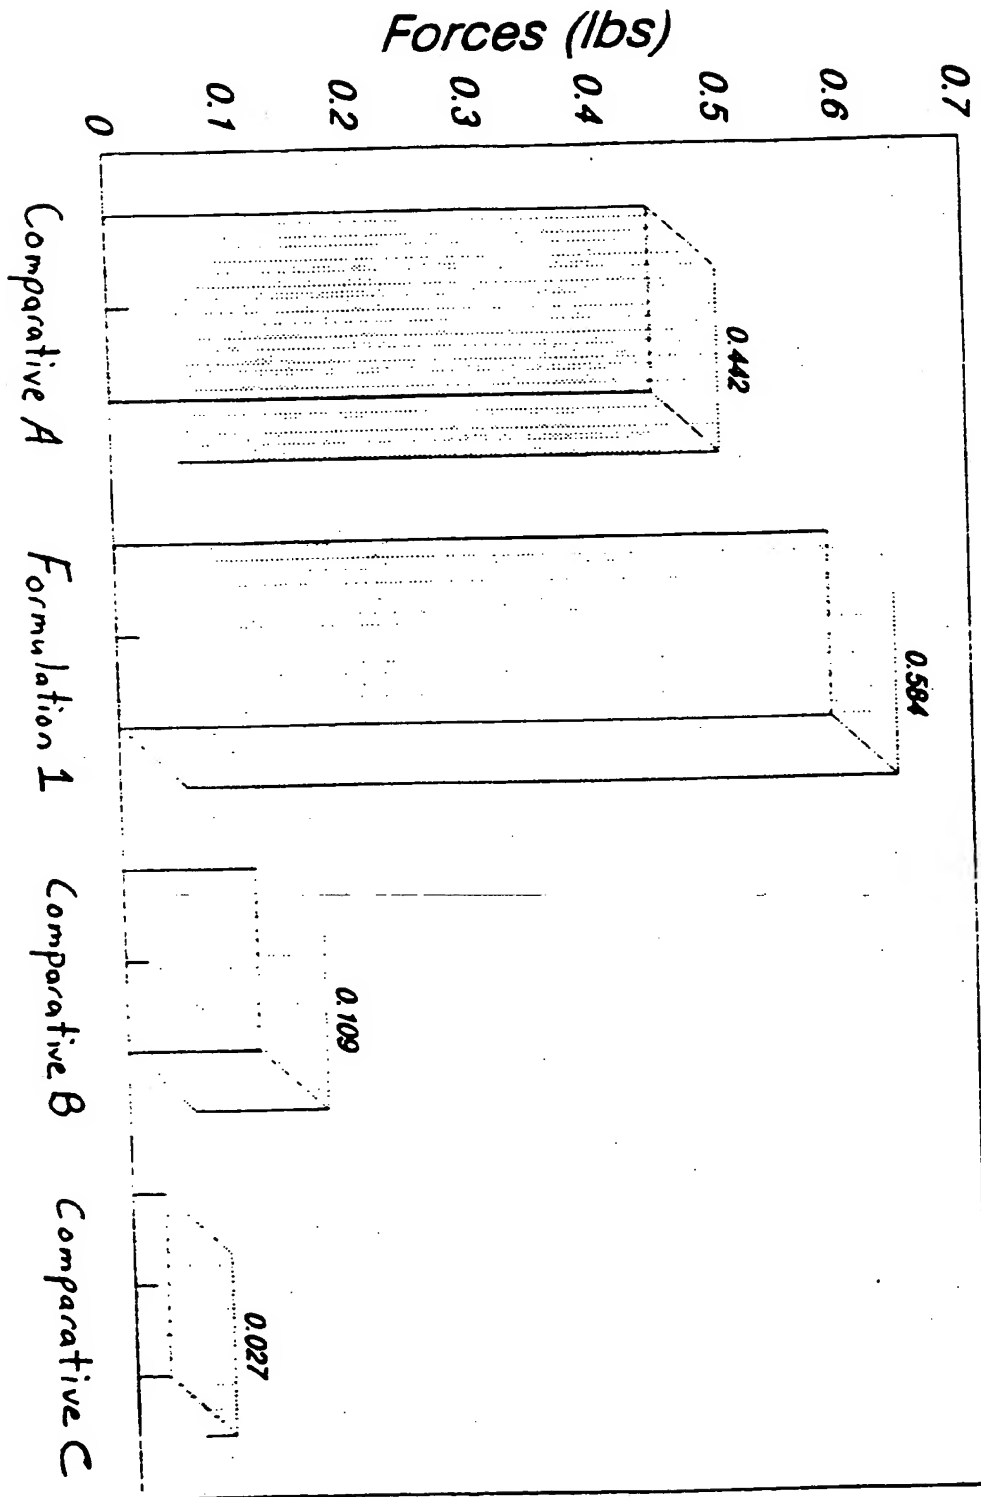 Forces (lbs)
0.7
0.6
0.5
0.4
0.3
0.2
0.1
0
0.442
0.584
0.109
0.027
Comparative A
Formulation 1
Comparative B
Comparative C